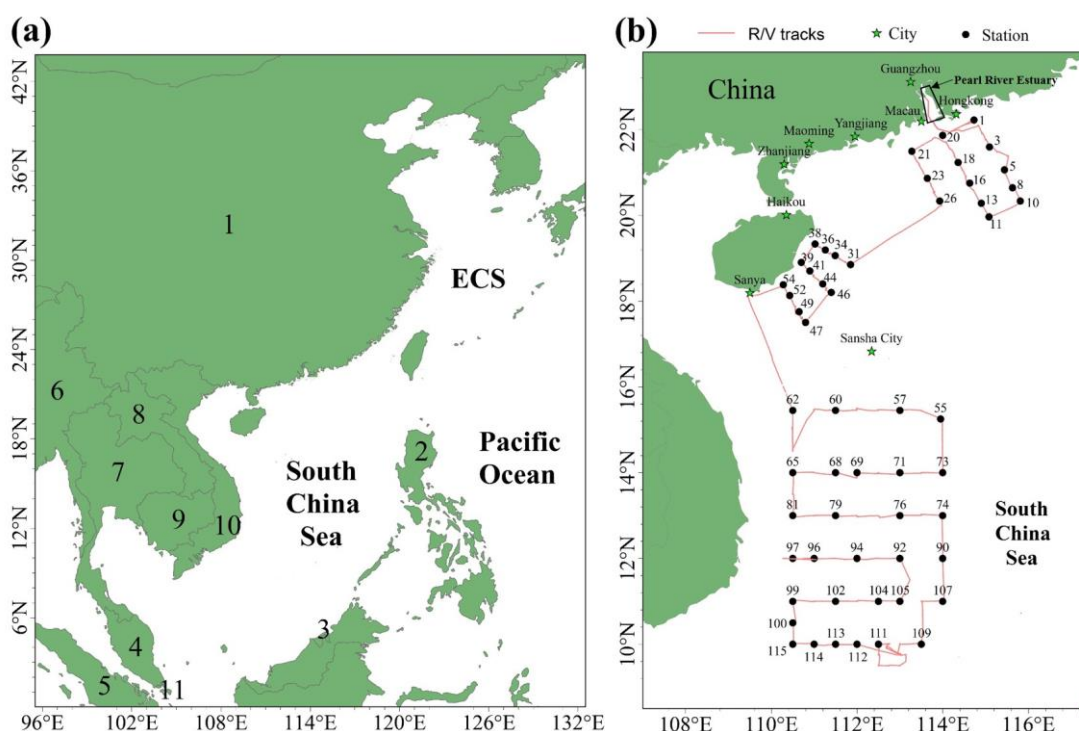 (a)
42°N
36°N
30°N
24°N
18°N
12°N
6°N
1
ECS
6
8
2
7
Pacific
Ocean
South
China
Sea
9
10
3
4
5
11
96°E
102°E
108°E
114°E
120°E
126°E
132°E
(b)
R/V tracks
City
Station
China
Guangzhou
Pearl River Estuary
Macau
Hongkong
Yangjiang
Maoming
Zhanjiang
Haikou
Sanya
Sansha City
1
20
3
21
18
5
23
16
8
26
13
10
11
38
36
34
31
39
41
54
44
52
46
49
47
62
60
57
55
65
68
69
71
73
81
79
76
74
South
China
Sea
97
96
94
92
90
99
102
104
105
107
100
115
114
113
112
111
109
22°N
20°N
18°N
16°N
14°N
12°N
10°N
108°E
110°E
112°E
114°E
116°E